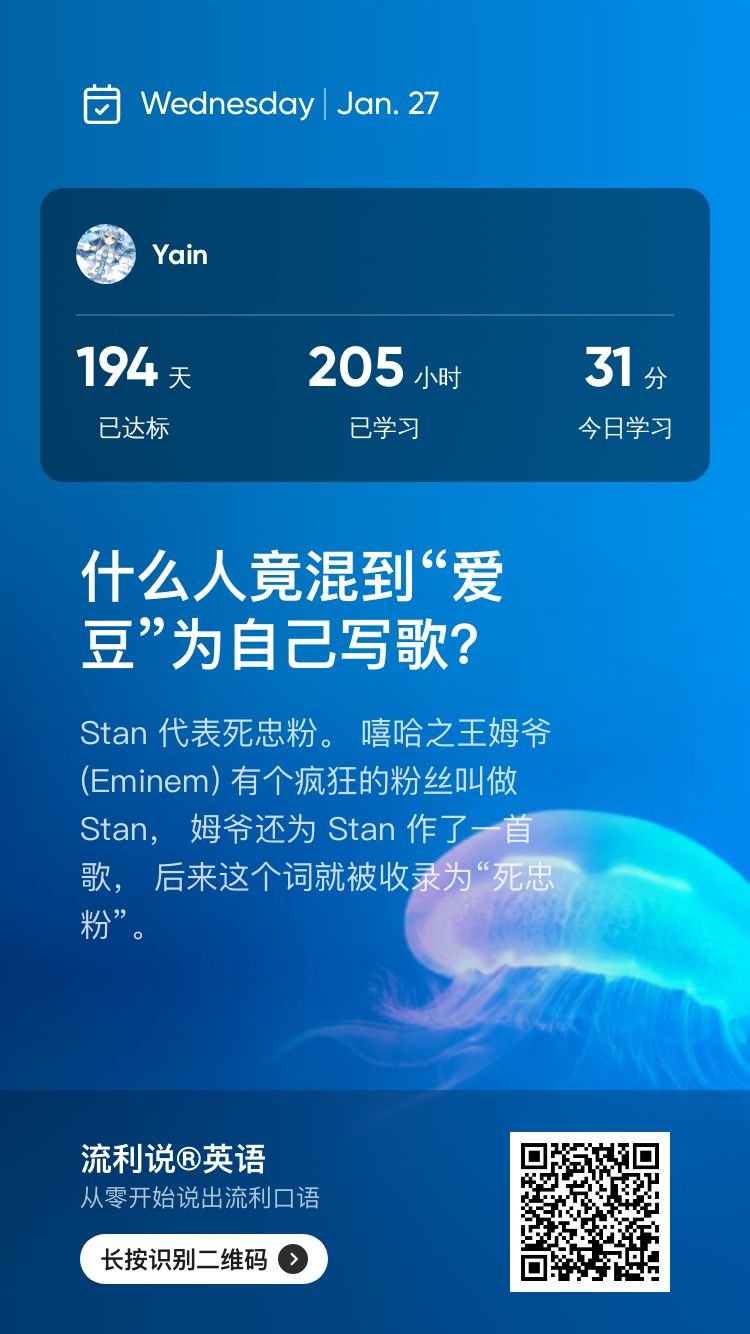 Wednesday | Jan. 27
Yain
194 天 205 小时 31 分
已达标 已学习 今日学习
什么人竟混到“爱
豆”为自己写歌?
Stan 代表死忠粉。 嘻哈之王姆爷
(Eminem) 有个疯狂的粉丝叫做
Stan， 姆爷还为 Stan 作了一首
歌， 后来这个词就被收录为“死忠
粉”。
流利说®英语
从零开始说出流利口语
长按识别二维码